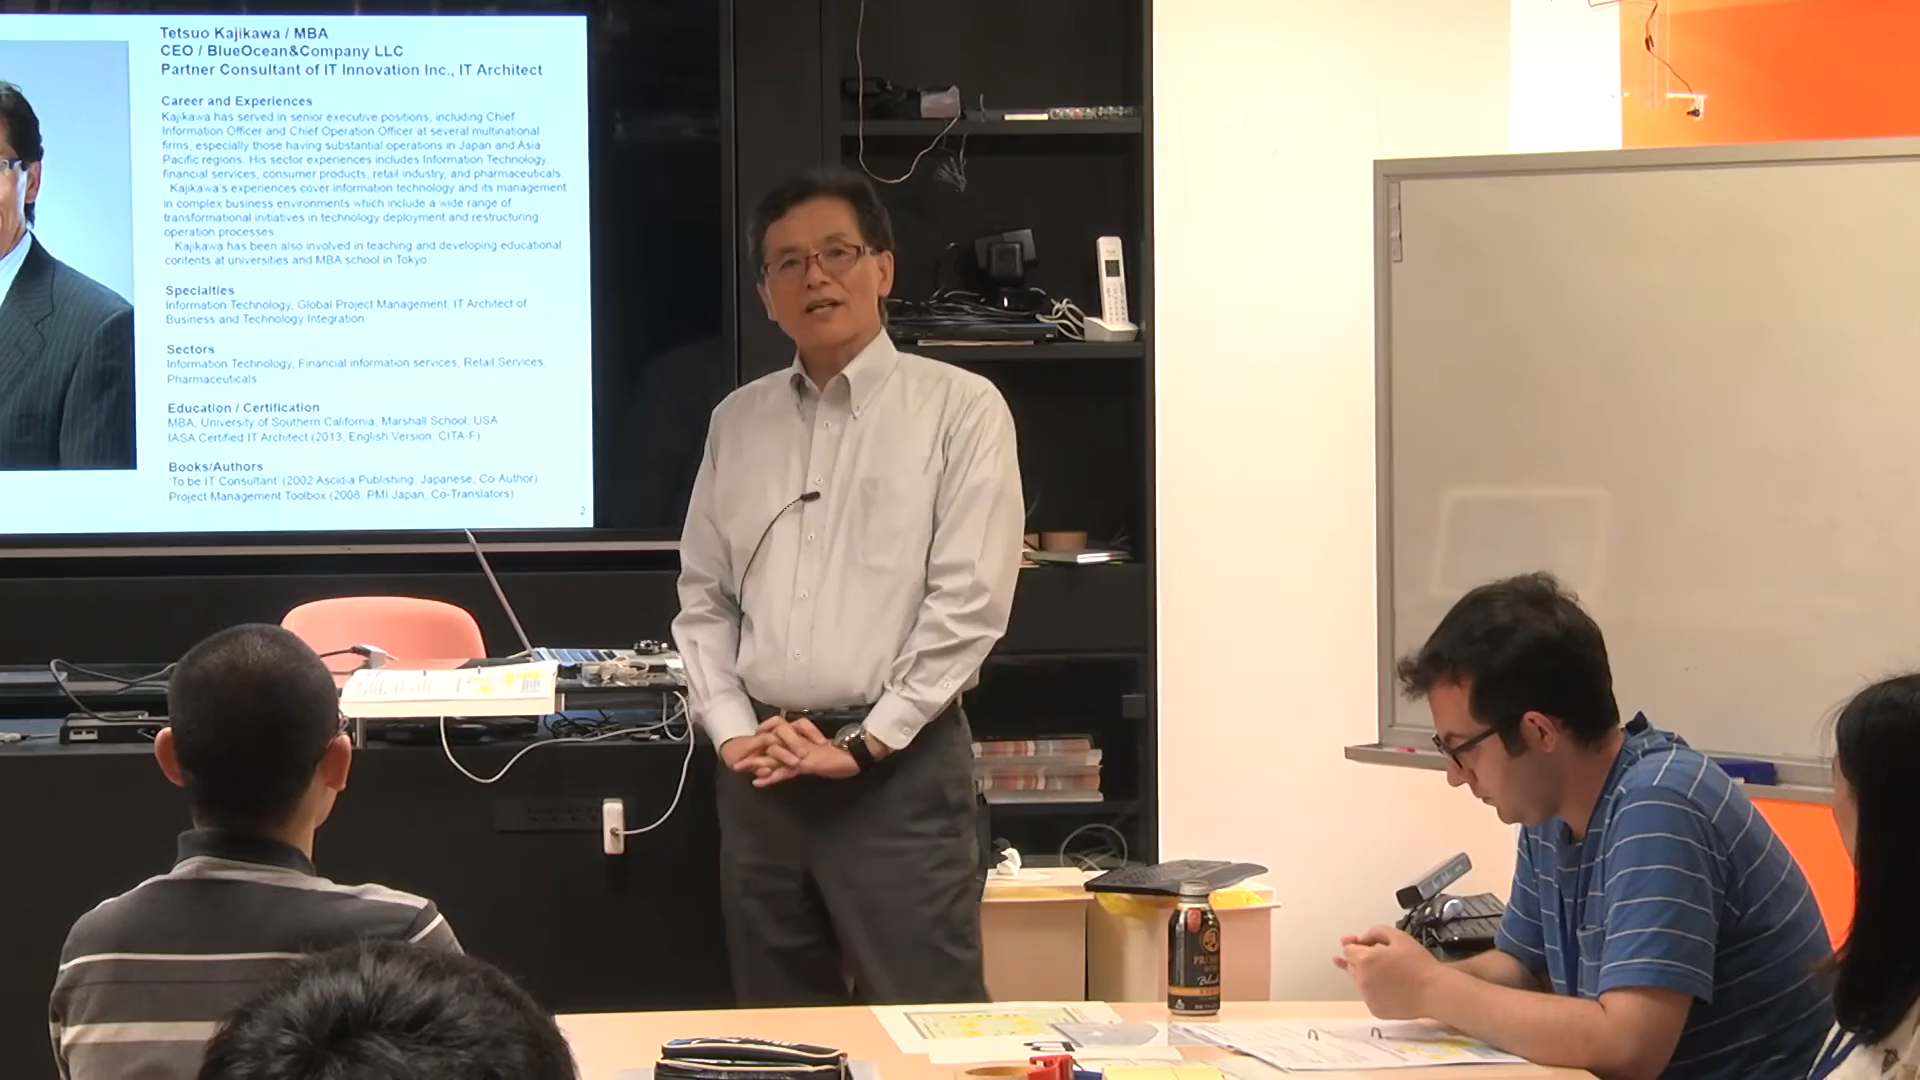 Tetsuo Kajikawa / MBA
CEO / BlueOcean&Company LLC
Partner Consultant of IT Innovation Inc., IT Architect
Career and Experiences
Kajikawa has served in senior executive positions, including Chief
Information Officer and Chief Operation Officer at several multinational
firms, especially those having substantial operations in Japan and Asia
Pacific regions. His sector experiences includes Information Technology,
financial services, consumer products, retail industry, and pharmaceuticals.
Kajikawa's experiences cover information technology and its management
in complex business environments which include a wide range of
transformational initiatives in technology deployment and restructuring
operation processes.
Kajikawa has been also involved in teaching and developing educational
contents at universities and MBA school in Tokyo.
Specialties
Information Technology, Global Project Management, IT Architect of
Business and Technology Integration
Sectors
Information Technology, Financial information services, Retail Services,
Pharmaceuticals
Education / Certification
MBA, University of Southern California, Marshall School, USA
IASA Certified IT Architect (2013, English Version, CITA-F)
Books/Authors
'To be IT Consultant' (2002 Ascidia Publishing, Japanese, Co-Author)
Project Management Toolbox (2008, PMI Japan, Co-Translators)
2